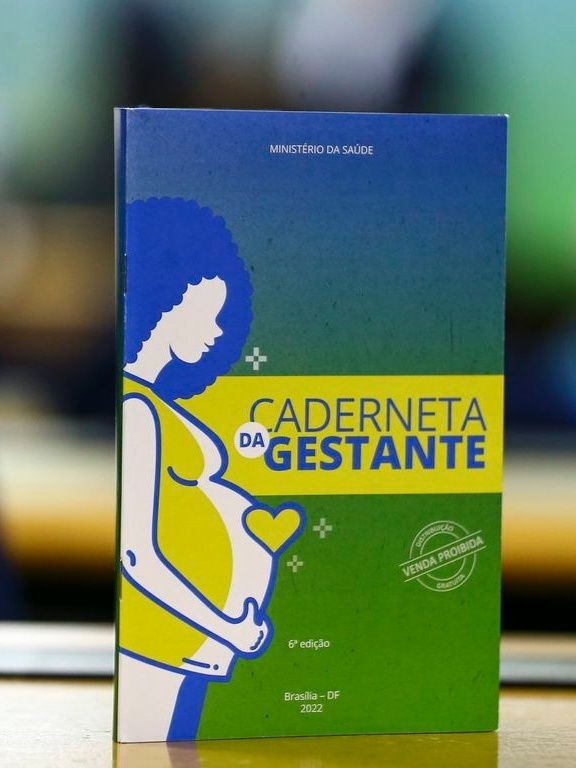 MINISTÉRIO DA SAÚDE
CADERNETA
DA GESTANTE
DISTRIBUIÇÃO
VENDA PROIBIDA
GRATUITA
6ª edição
Brasília – DF
2022